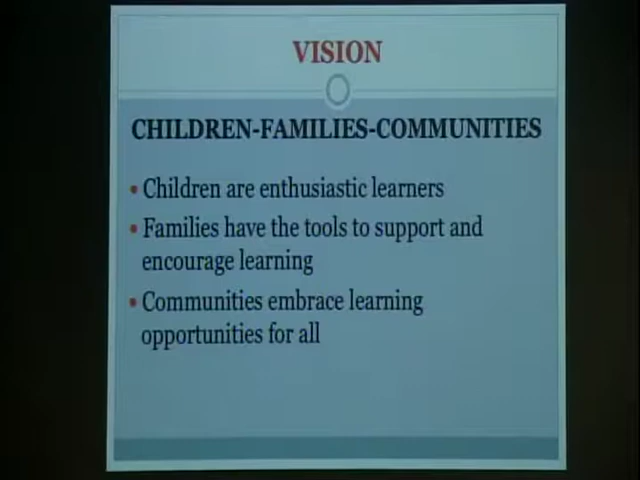 VISION
CHILDREN-FAMILIES-COMMUNITIES
• Children are enthusiastic learners
• Families have the tools to support and
encourage learning
• Communities embrace learning
opportunities for all